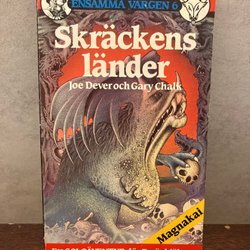 ENSAMMA VARGEN 6
Skräckens
länder
Joe Dever och Gary Chalk
Magnakai